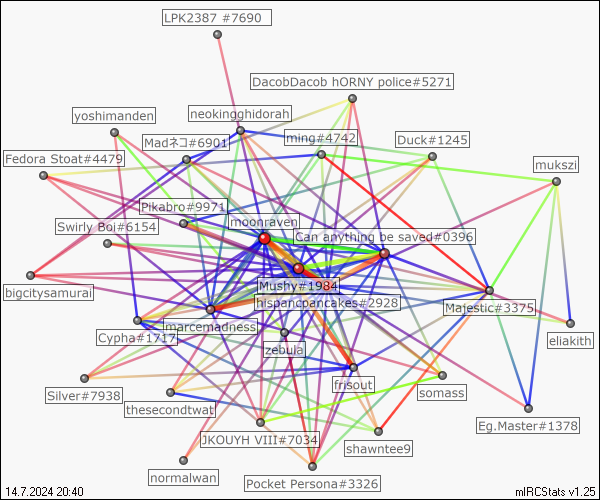 LPK2387 #7690
DacobDacob hORNY police#5271
yoshimanden
neokingghidorah
Madネコ#6901
ming#4742
Duck#1245
Fedora Stoat#4479
mukszi
Pikabro#9971
moonraven
Swirly Boi#6154
Can anything be saved#0396
Mushy#1984
bigcitysamurai
hispanopancakes#2928
Majestic#3375
marcemadness
Cypha#1717
eliakith
zebula
frisout
Silver#7938
somass
thesecondtwat
Eg.Master#1378
JKOUYH VIII#7034
shawntee9
normalwan
Pocket Persona#3326
14.7.2024 20:40
mIRCStats v1.25